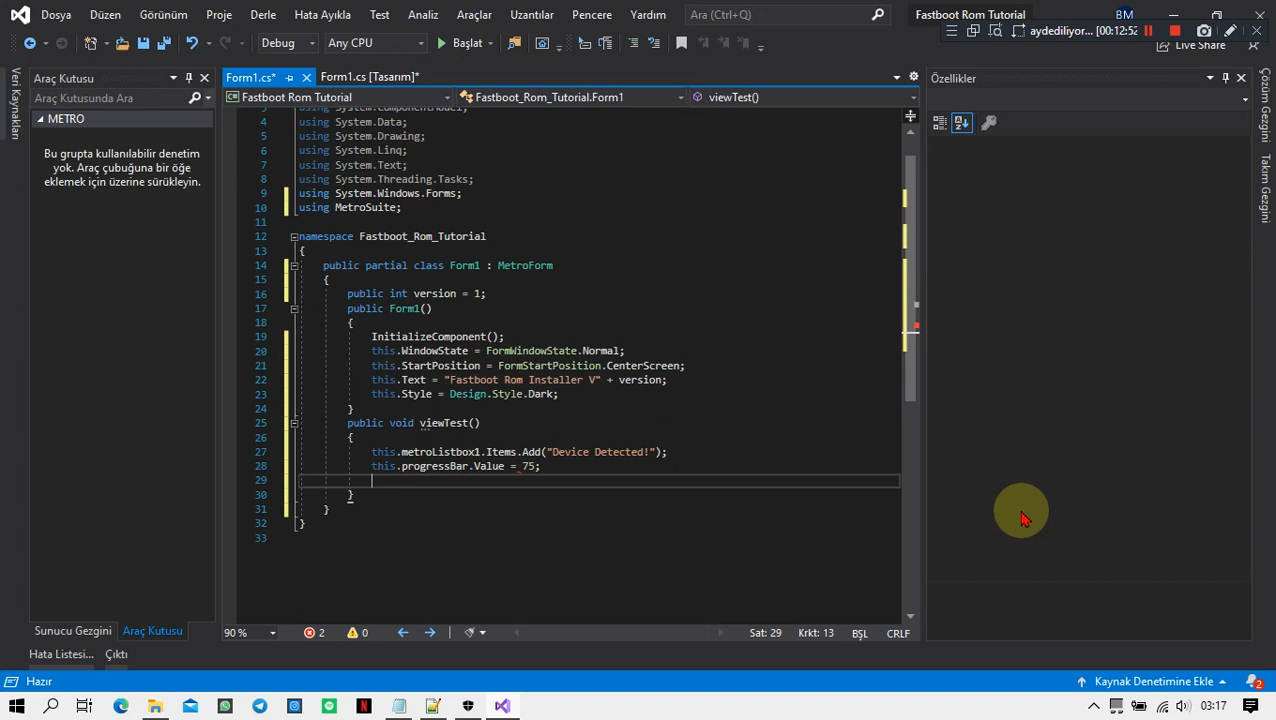 Dosya Düzen Görünüm Git Proje Derle Hata Ayıkla Test Analiz Araçlar Uzantılar Pencere Yardım Ara (Ctrl+Q) Fastboot Rom Tutorial BM
aydediliyor... [00:12:52]
Debug Any CPU Başlat Live Share
Veri Kaynakları
Araç Kutusu
Araç Kutusunda Ara
METRO
Bu grupta kullanılabilir denetim
yok. Araç çubuğuna bir öğe
eklemek için üzerine sürükleyin.
Sunucu Gezgini Araç Kutusu
Form1.cs* Form1.cs [Tasarım]*
Fastboot Rom Tutorial Fastboot_Rom_Tutorial.Form1 viewTest()
3 using System.ComponentModel;
4 using System.Data;
5 using System.Drawing;
6 using System.Linq;
7 using System.Text;
8 using System.Threading.Tasks;
9 using System.Windows.Forms;
10 using MetroSuite;
11
12 namespace Fastboot_Rom_Tutorial
13 {
14 public partial class Form1 : MetroForm
15 {
16 public int version = 1;
17 public Form1()
18 {
19 InitializeComponent();
20 this.WindowState = FormWindowState.Normal;
21 this.StartPosition = FormStartPosition.CenterScreen;
22 this.Text = "Fastboot Rom Installer V" + version;
23 this.Style = Design.Style.Dark;
24 }
25 public void viewTest()
26 {
27 this.metroListbox1.Items.Add("Device Detected!");
28 this.progressBar.Value = 75;
29
30 }
31 }
32 }
33
90 % 2 0 Sat: 29 Krkt: 13 BŞL CRLF
Özellikler
Çözüm Gezgini
Takım Gezgini
Hata Listesi... Çıktı
Hazır Kaynak Denetimine Ekle 2
03:17